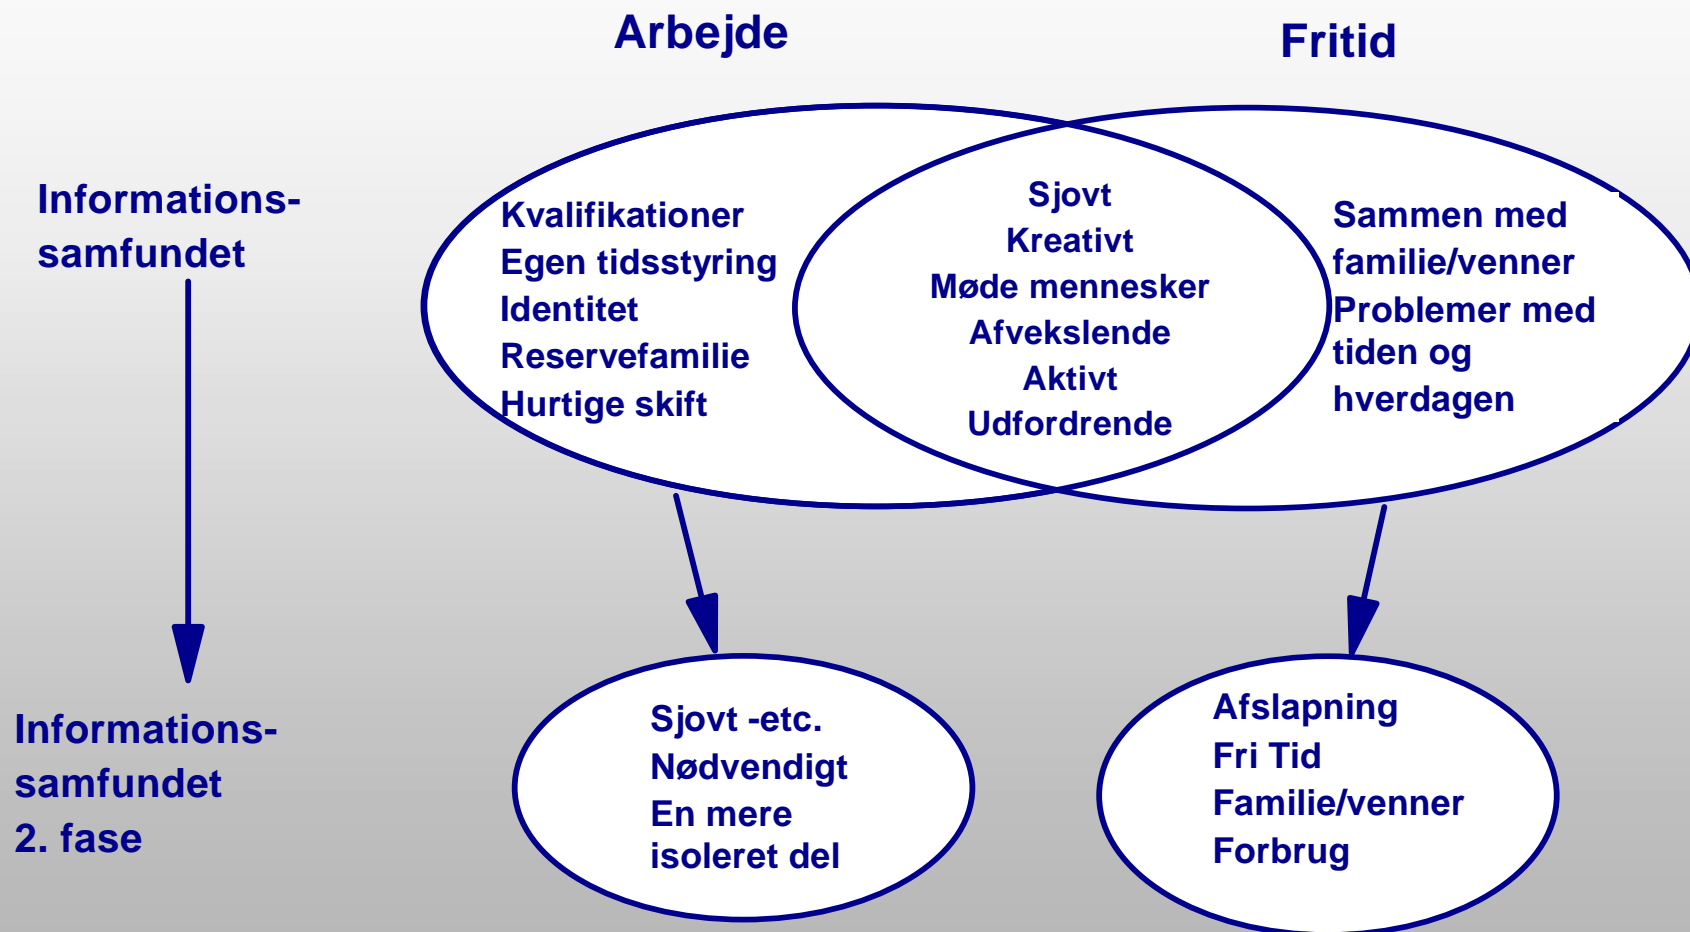 Arbejde
Fritid
Informations-
samfundet
Kvalifikationer
Egen tidsstyring
Identitet
Reservefamilie
Hurtige skift
Sjovt
Kreativt
Møde mennesker
Afvekslende
Aktivt
Udfordrende
Sammen med
familie/venner
Problemer med
tiden og
hverdagen
Informations-
samfundet
2. fase
Sjovt -etc.
Nødvendigt
En mere
isoleret del
Afslapning
Fri Tid
Familie/venner
Forbrug